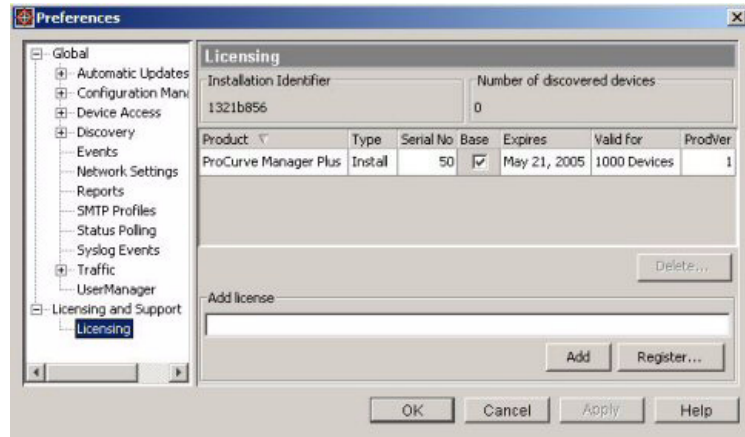 Preferences
Global
Automatic Updates
Configuration Mana
Device Access
Discovery
Events
Network Settings
Reports
SMTP Profiles
Status Polling
Syslog Events
Traffic
UserManager
Licensing and Support
Licensing
Licensing
Installation Identifier
1321b856
Number of discovered devices
0
Product Type Serial No Base Expires Valid for ProdVer
ProCurve Manager Plus Install 50 May 21, 2005 1000 Devices 1
Delete...
Add license
Add Register...
OK Cancel Apply Help